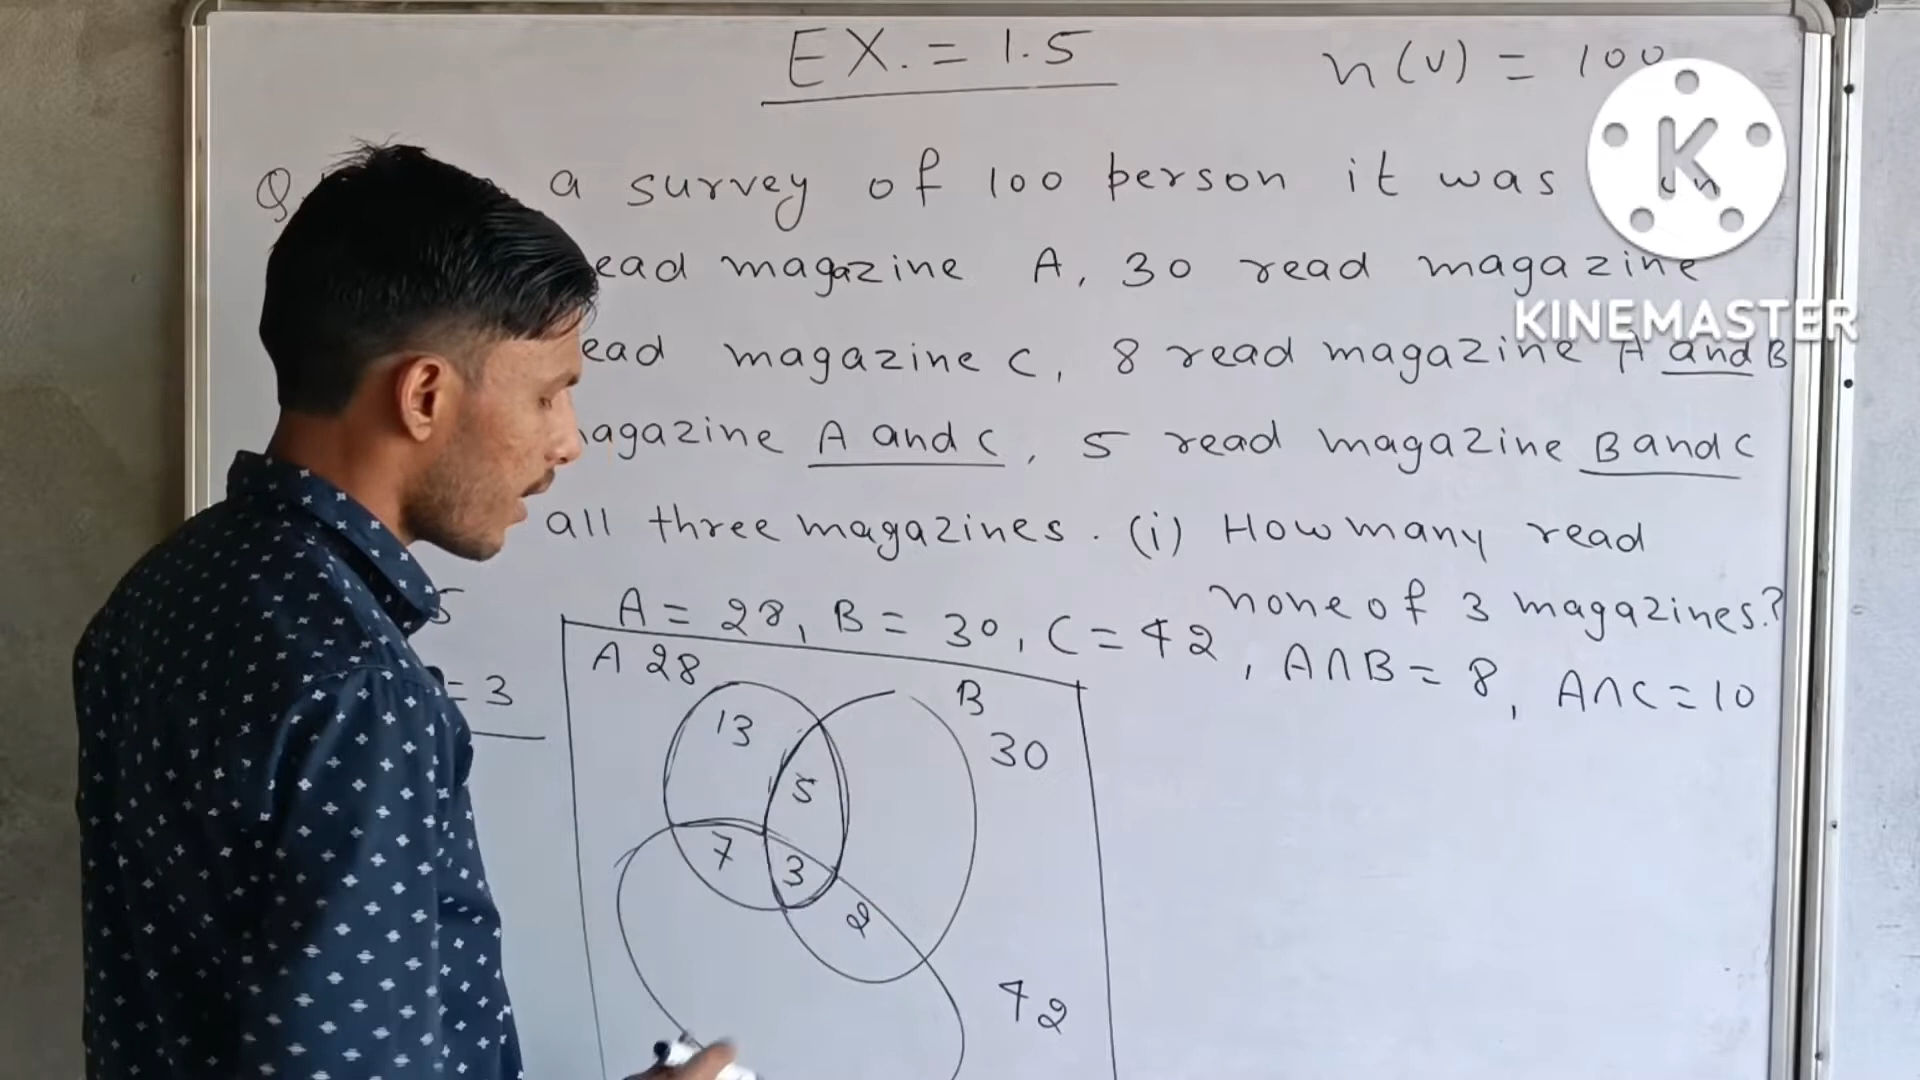 EX. = 1.5
n(U) = 100
Q. a survey of 100 person it was
ead magazine A, 30 read magazine
ead magazine C, 8 read magazine A and B
agazine A and C, 5 read magazine B and C
all three magazines. (i) How many read
none of 3 magazines?
5
= 3
A = 28, B = 30, C = 42, A∩B = 8, A∩C = 10
A 28
B
30
13
5
7
3
2
42
K
KINEMASTER